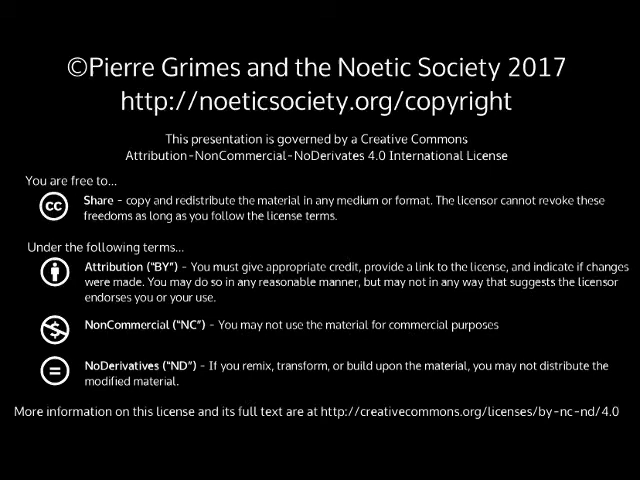 ©Pierre Grimes and the Noetic Society 2017
http://noeticsociety.org/copyright
This presentation is governed by a Creative Commons
Attribution-NonCommercial-NoDerivates 4.0 International License
You are free to...
cc
Share - copy and redistribute the material in any medium or format. The licensor cannot revoke these
freedoms as long as you follow the license terms.
Under the following terms...
Attribution ("BY") - You must give appropriate credit, provide a link to the license, and indicate if changes
were made. You may do so in any reasonable manner, but may not in any way that suggests the licensor
endorses you or your use.
NonCommercial ("NC") - You may not use the material for commercial purposes
NoDerivatives ("ND") - If you remix, transform, or build upon the material, you may not distribute the
modified material.
More information on this license and its full text are at http://creativecommons.org/licenses/by-nc-nd/4.0